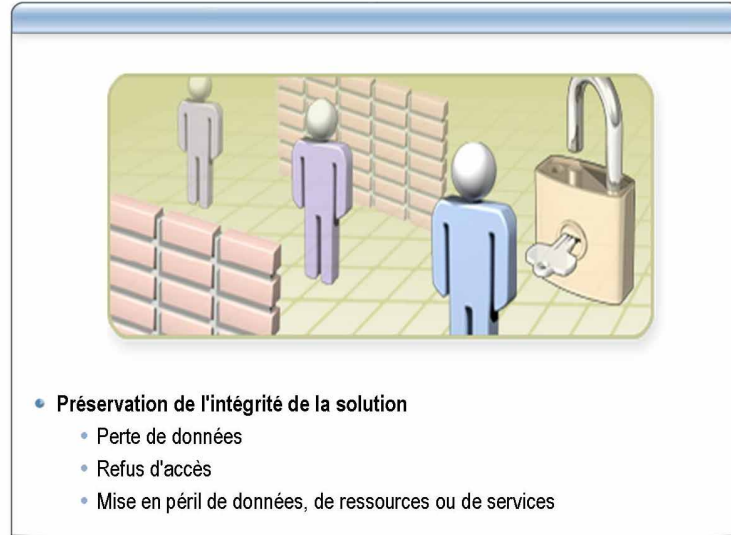 Préservation de l'intégrité de la solution
Perte de données
Refus d'accès
Mise en péril de données, de ressources ou de services